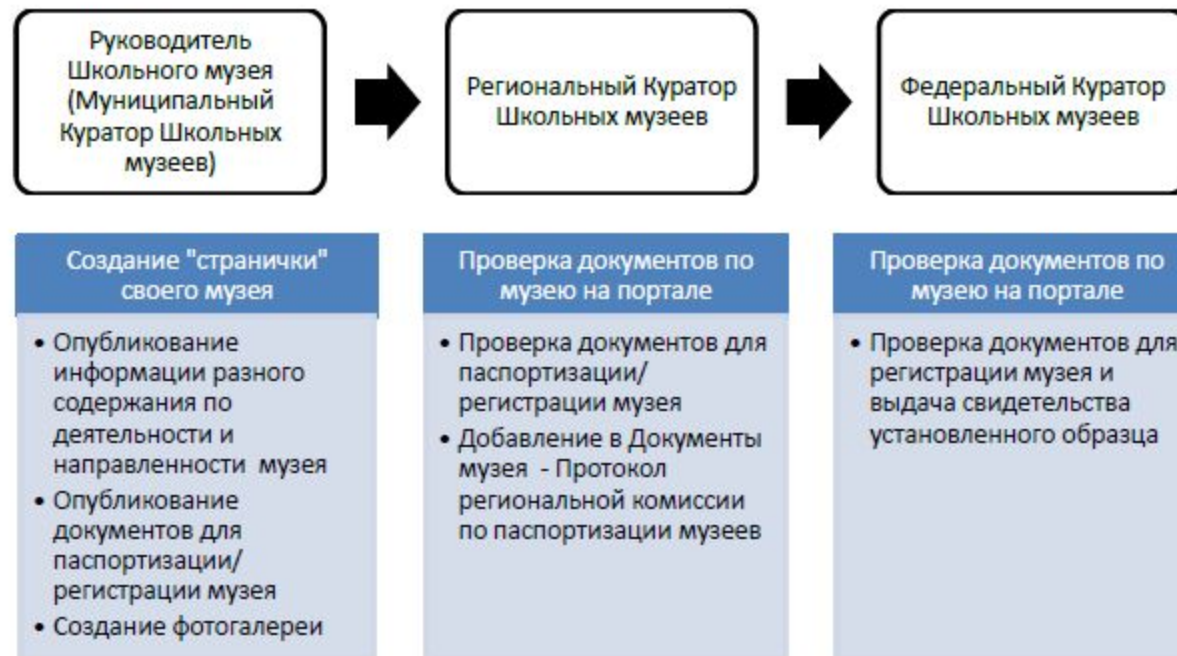 Руководитель
Школьного музея
(Муниципальный
Куратор Школьных
музеев)
Региональный Куратор
Школьных музеев
Федеральный Куратор
Школьных музеев
Создание "странички"
своего музея
• Опубликование
информации разного
содержания по
деятельности и
направленности музея
• Опубликование
документов для
паспортизации/
регистрации музея
• Создание фотогалереи
Проверка документов по
музею на портале
• Проверка документов для
паспортизации/
регистрации музея
• Добавление в Документы
музея - Протокол
региональной комиссии
по паспортизации музеев
Проверка документов по
музею на портале
• Проверка документов для
регистрации музея и
выдача свидетельства
установленного образца